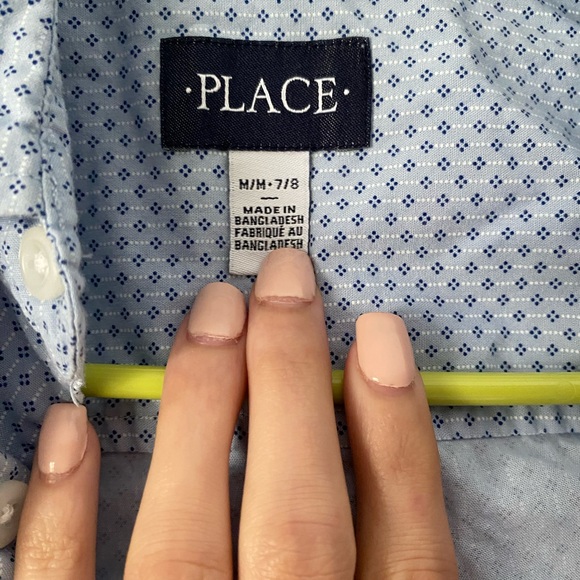 ·PLACE·
M/M·7/8
MADE IN
BANGLADESH
FABRIQUÉ AU
BANGLADESH